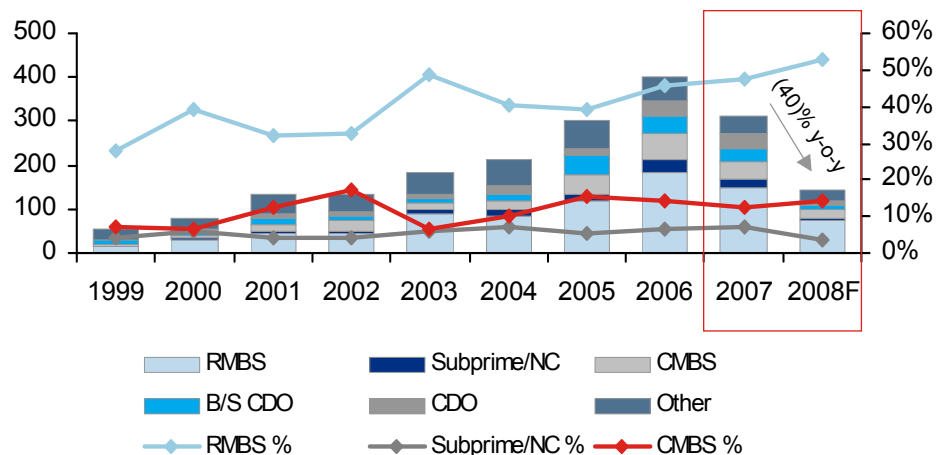 500 60%
400 50%
300 40%
200 30%
100 20%
0 10%
0%
(40)% y-o-y
1999 2000 2001 2002 2003 2004 2005 2006 2007 2008F
RMBS Subprime/NC CMBS
B/S CDO CDO Other
RMBS % Subprime/NC % CMBS %